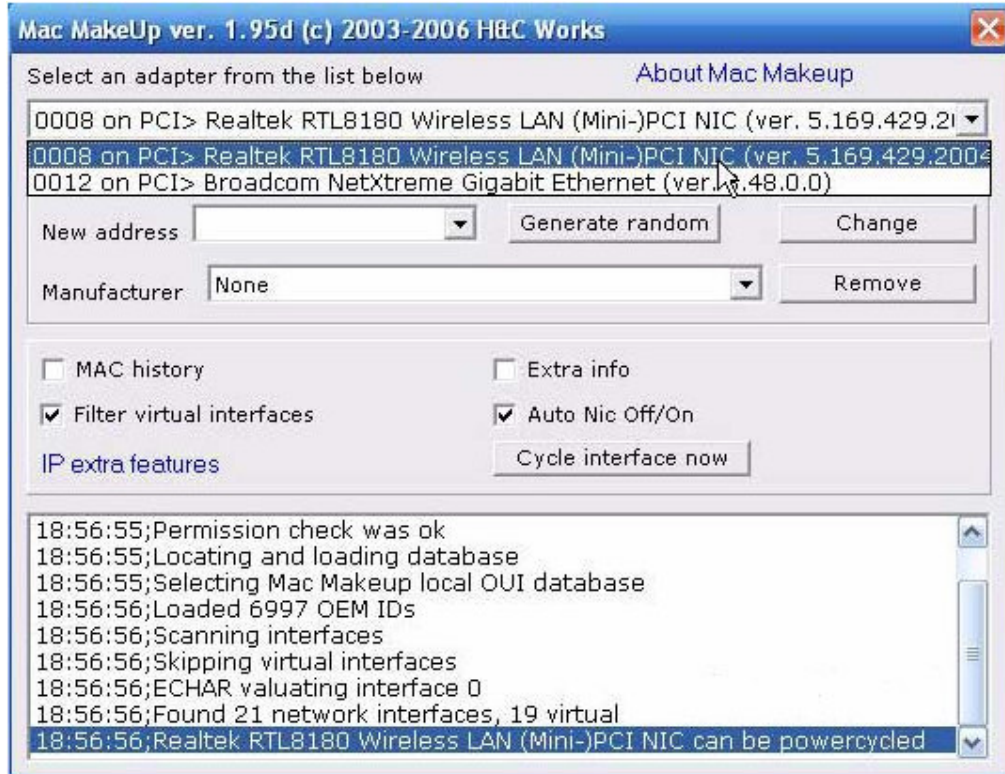 Mac MakeUp ver. 1.95d (c) 2003-2006 H&C Works
Select an adapter from the list below
About Mac Makeup
0008 on PCI> Realtek RTL8180 Wireless LAN (Mini-)PCI NIC (ver. 5.169.429.2
0008 on PCI> Realtek RTL8180 Wireless LAN (Mini-)PCI NIC (ver. 5.169.429.2004
0012 on PCI> Broadcom NetXtreme Gigabit Ethernet (ver. .48.0.0)
New address
Generate random
Change
Manufacturer
None
Remove
MAC history
Extra info
Filter virtual interfaces
Auto Nic Off/On
IP extra features
Cycle interface now
18:56:55;Permission check was ok
18:56:55;Locating and loading database
18:56:55;Selecting Mac Makeup local OUI database
18:56:56;Loaded 6997 OEM IDs
18:56:56;Scanning interfaces
18:56:56;Skipping virtual interfaces
18:56:56;ECHAR valuating interface 0
18:56:56;Found 21 network interfaces, 19 virtual
18:56:56;Realtek RTL8180 Wireless LAN (Mini-)PCI NIC can be powercycled